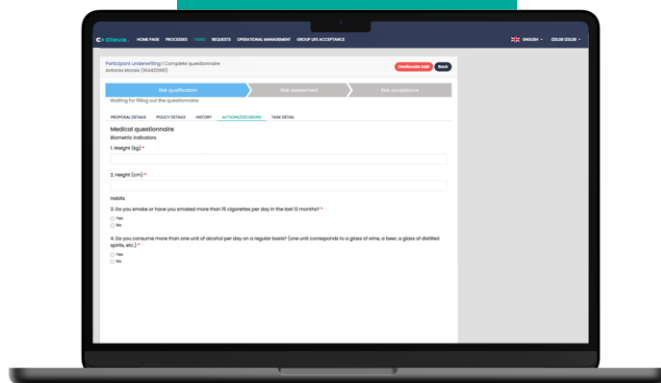 cleva.
HOME PAGE PROCESSES TASKS REQUESTS OPERATIONAL MANAGEMENT GROUP LIFE ACCEPTANCE ENGLISH
Participant underwriting | Complete questionnaire
Antonia Morais
Deallocate task Back
Risk qualification Risk assessment Risk acceptance
Waiting for filling out the questionnaire
PROPOSAL DETAILS POLICY DETAILS HISTORY ACTIONS/DECISIONS TASK DETAIL
Medical questionnaire
Biometric indicators
1. Weight (kg) *
2. Height (cm) *
Habits
3. Do you smoke or have you smoked more than 15 cigarettes per day in the last 12 months? *
Yes
No
4. Do you consume more than one unit of alcohol per day on a regular basis? (one unit corresponds to a glass of wine, a beer, a glass of distilled
spirits, etc.) *
Yes
No